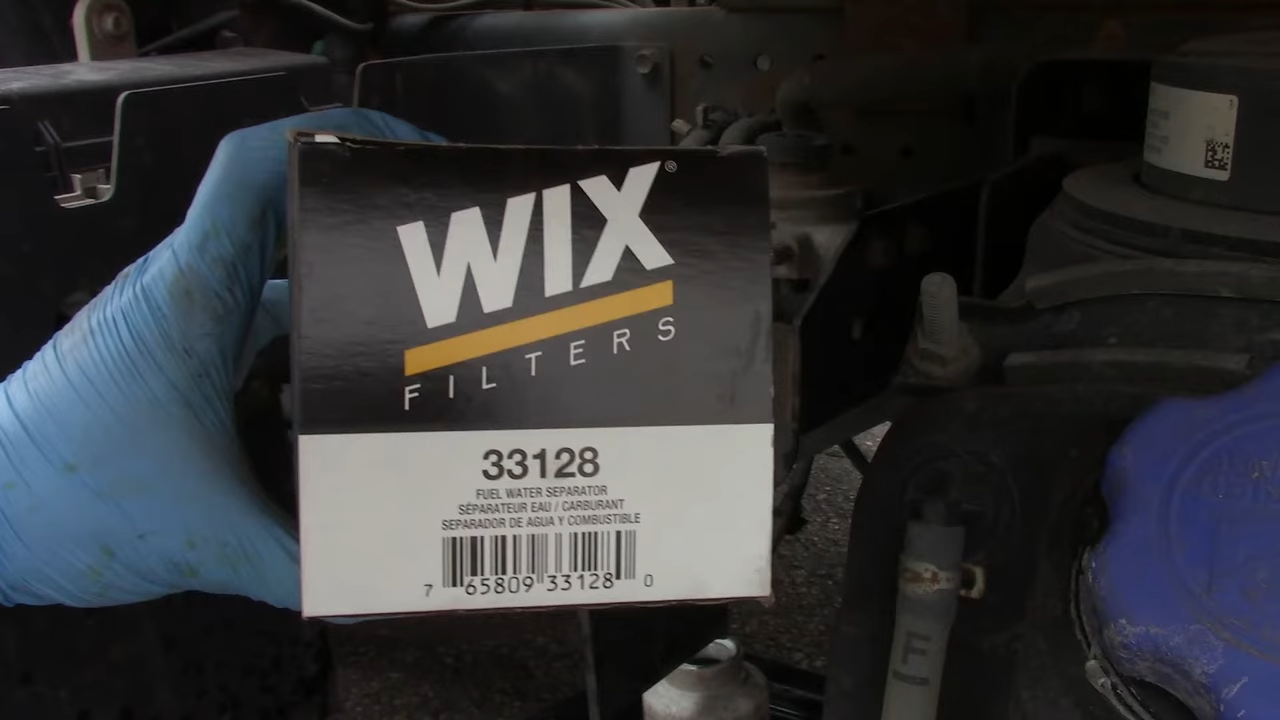 WIX®
FILTERS
33128
FUEL WATER SEPARATOR
SÉPARATEUR EAU / CARBURANT
SEPARADOR DE AGUA Y COMBUSTIBLE
7 65809 33128 0
F